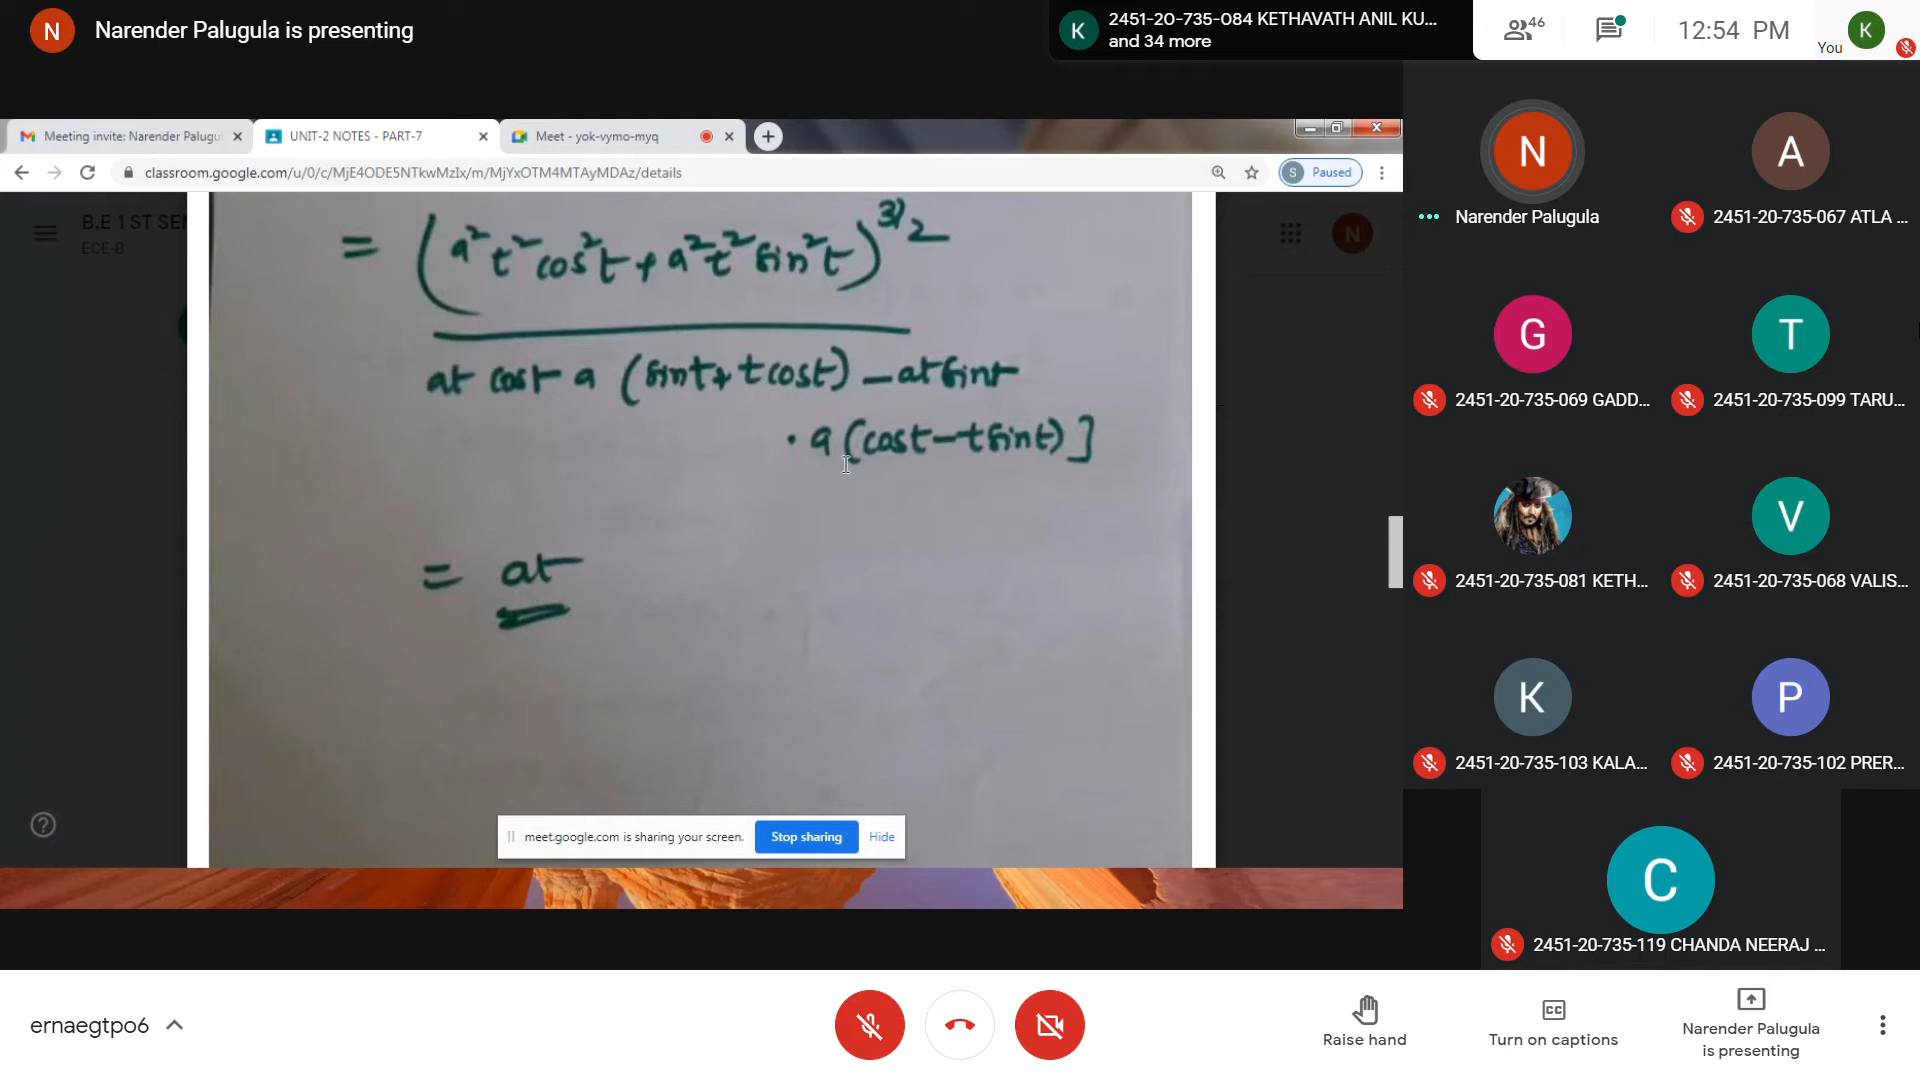 N Narender Palugula is presenting
K 2451-20-735-084 KETHAVATH ANIL KU...
and 34 more
46
12:54 PM
You K
Meeting invite: Narender Palugu
UNIT-2 NOTES - PART-7
Meet - yok-vymo-myq
classroom.google.com/u/0/c/MjE4ODE5NTkwMzIx/m/MjYxOTM4MTAyMDAz/details
S Paused
B.E 1 ST SEM
ECE-B
N
= (a²t²cos²t + a²t²sin²t)^3/2
at cost a (sint + tcost) - at sint
· a (cost - tsint) ]
= at
meet.google.com is sharing your screen. Stop sharing Hide
N
Narender Palugula
A
2451-20-735-067 ATLA ...
G
2451-20-735-069 GADD...
T
2451-20-735-099 TARU...
2451-20-735-081 KETH...
V
2451-20-735-068 VALIS...
K
2451-20-735-103 KALA...
P
2451-20-735-102 PRER...
C
2451-20-735-119 CHANDA NEERAJ ...
ernaegtpo6
Raise hand
CC
Turn on captions
Narender Palugula
is presenting